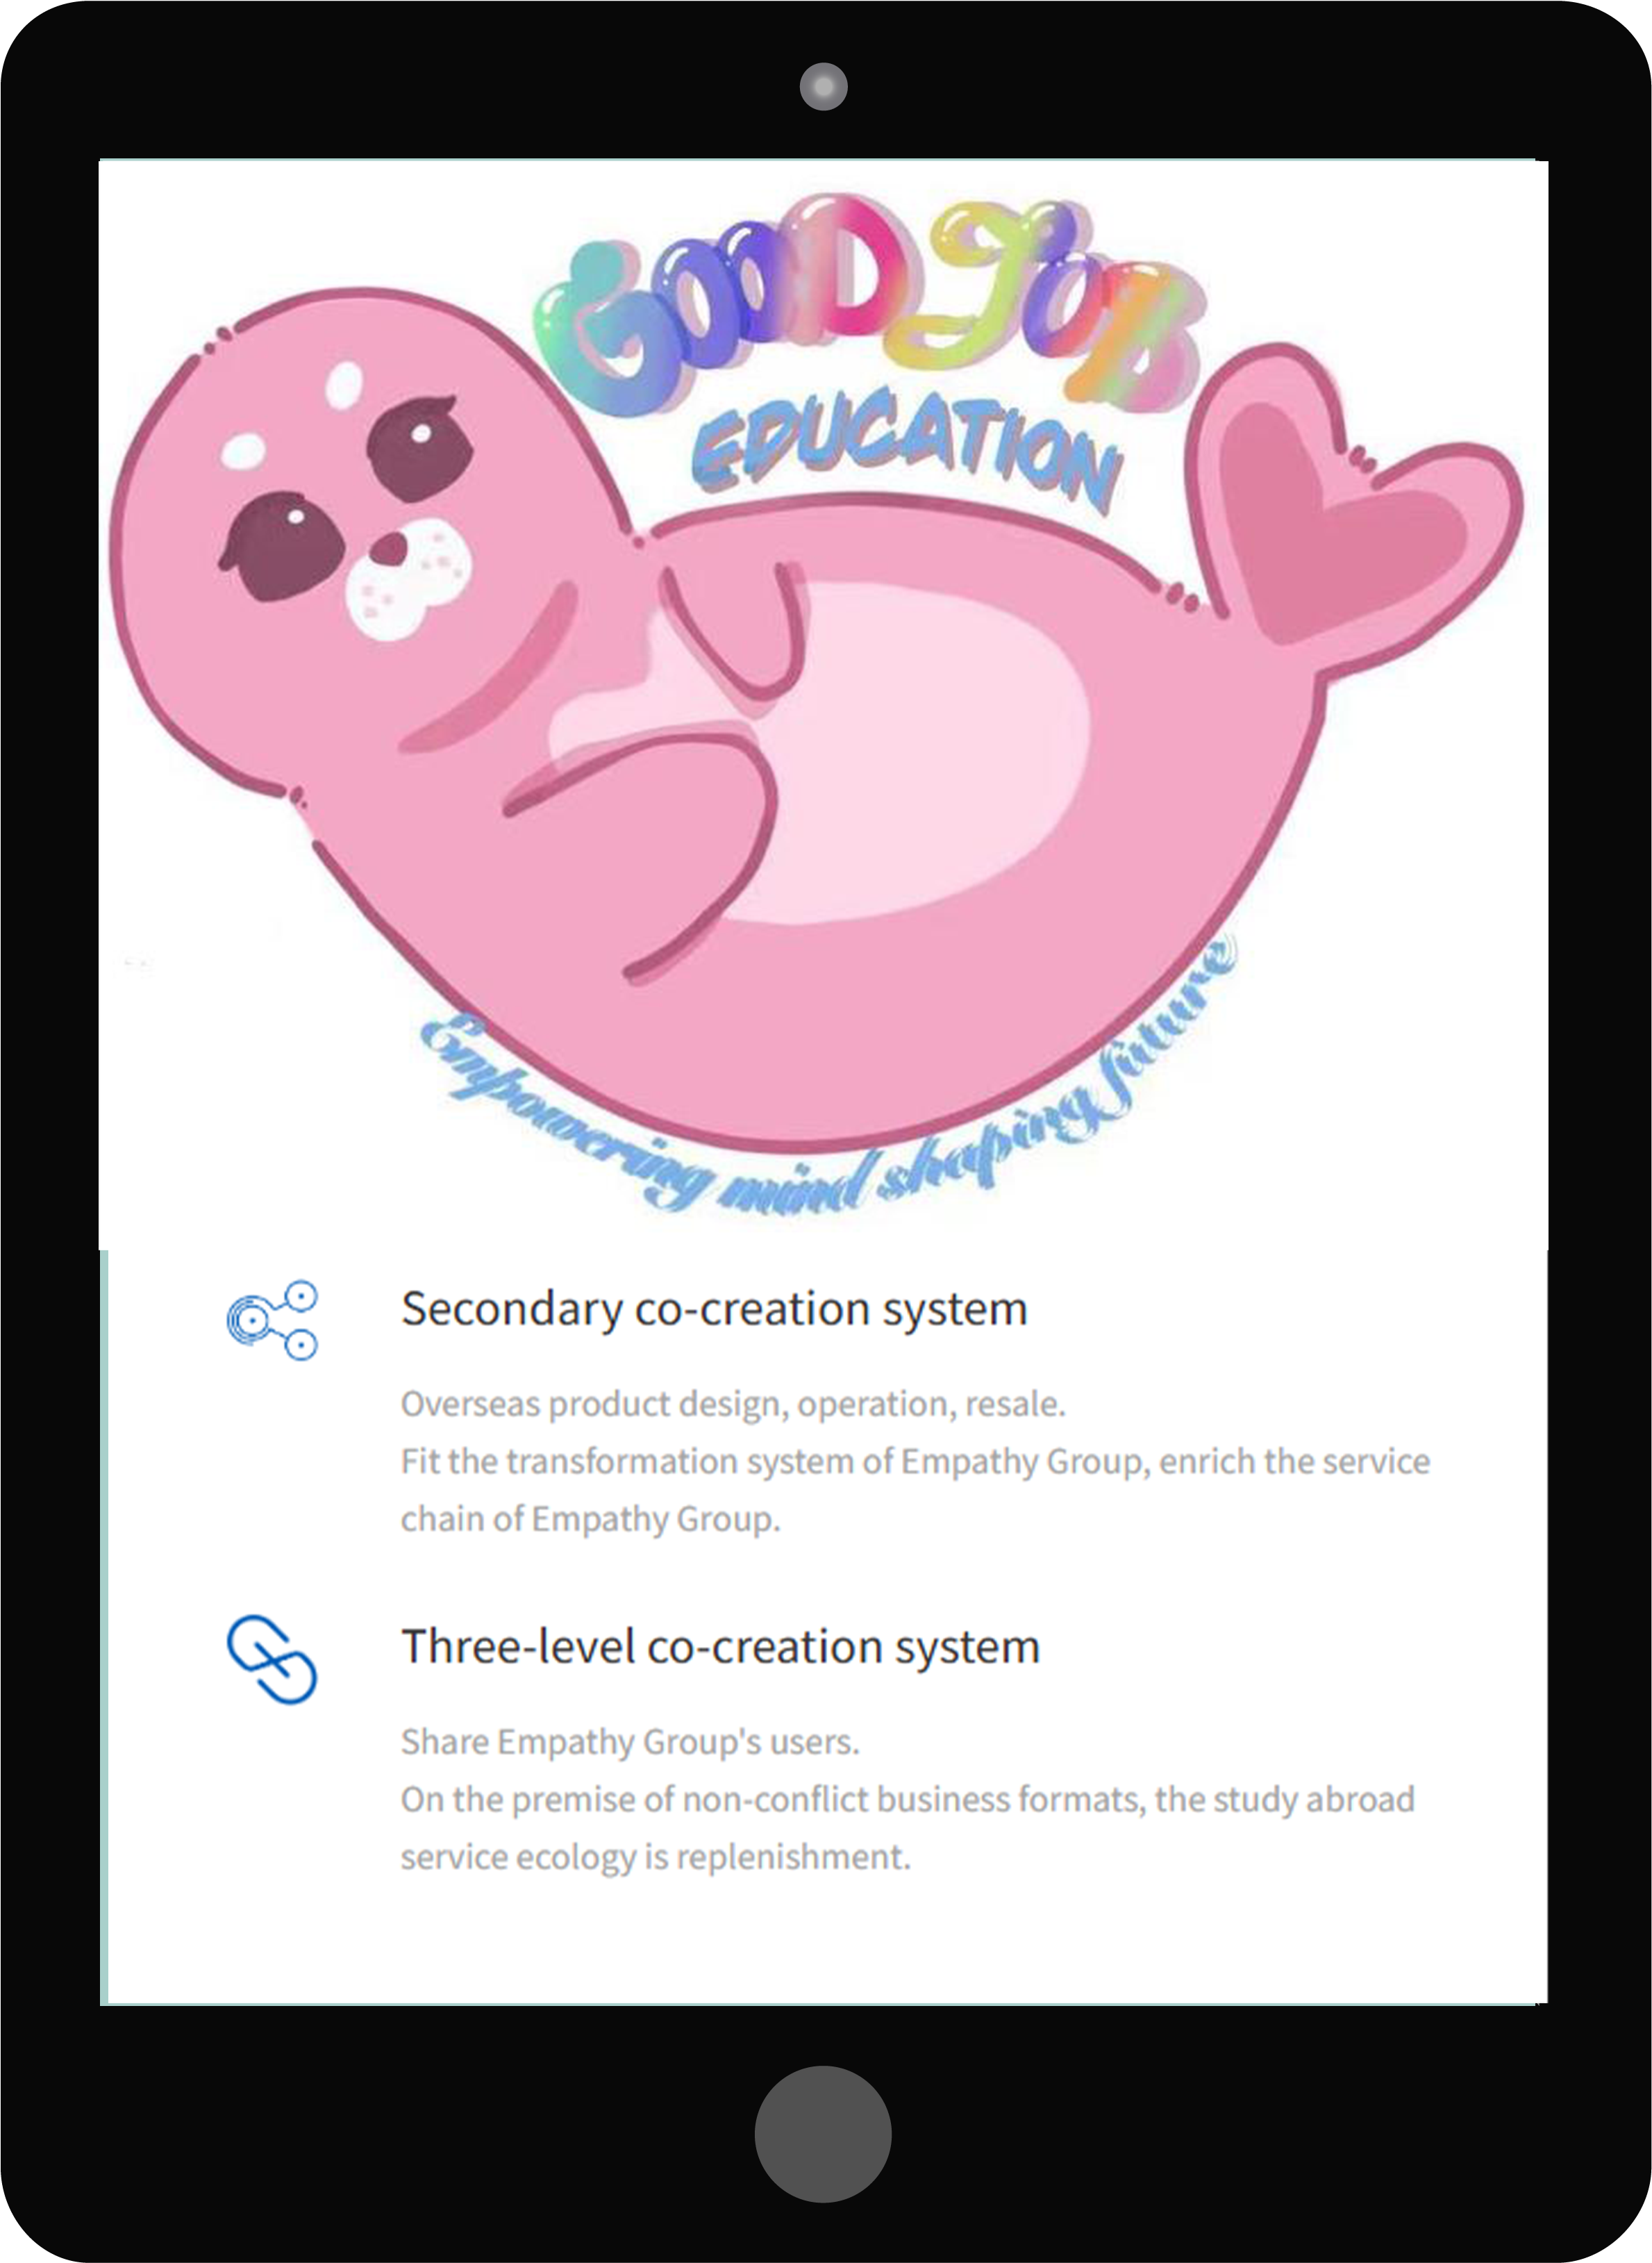 GOOD JOB
EDUCATION
Empowering mind shaping future
Secondary co-creation system
Overseas product design, operation, resale.
Fit the transformation system of Empathy Group, enrich the service
chain of Empathy Group.
Three-level co-creation system
Share Empathy Group's users.
On the premise of non-conflict business formats, the study abroad
service ecology is replenishment.